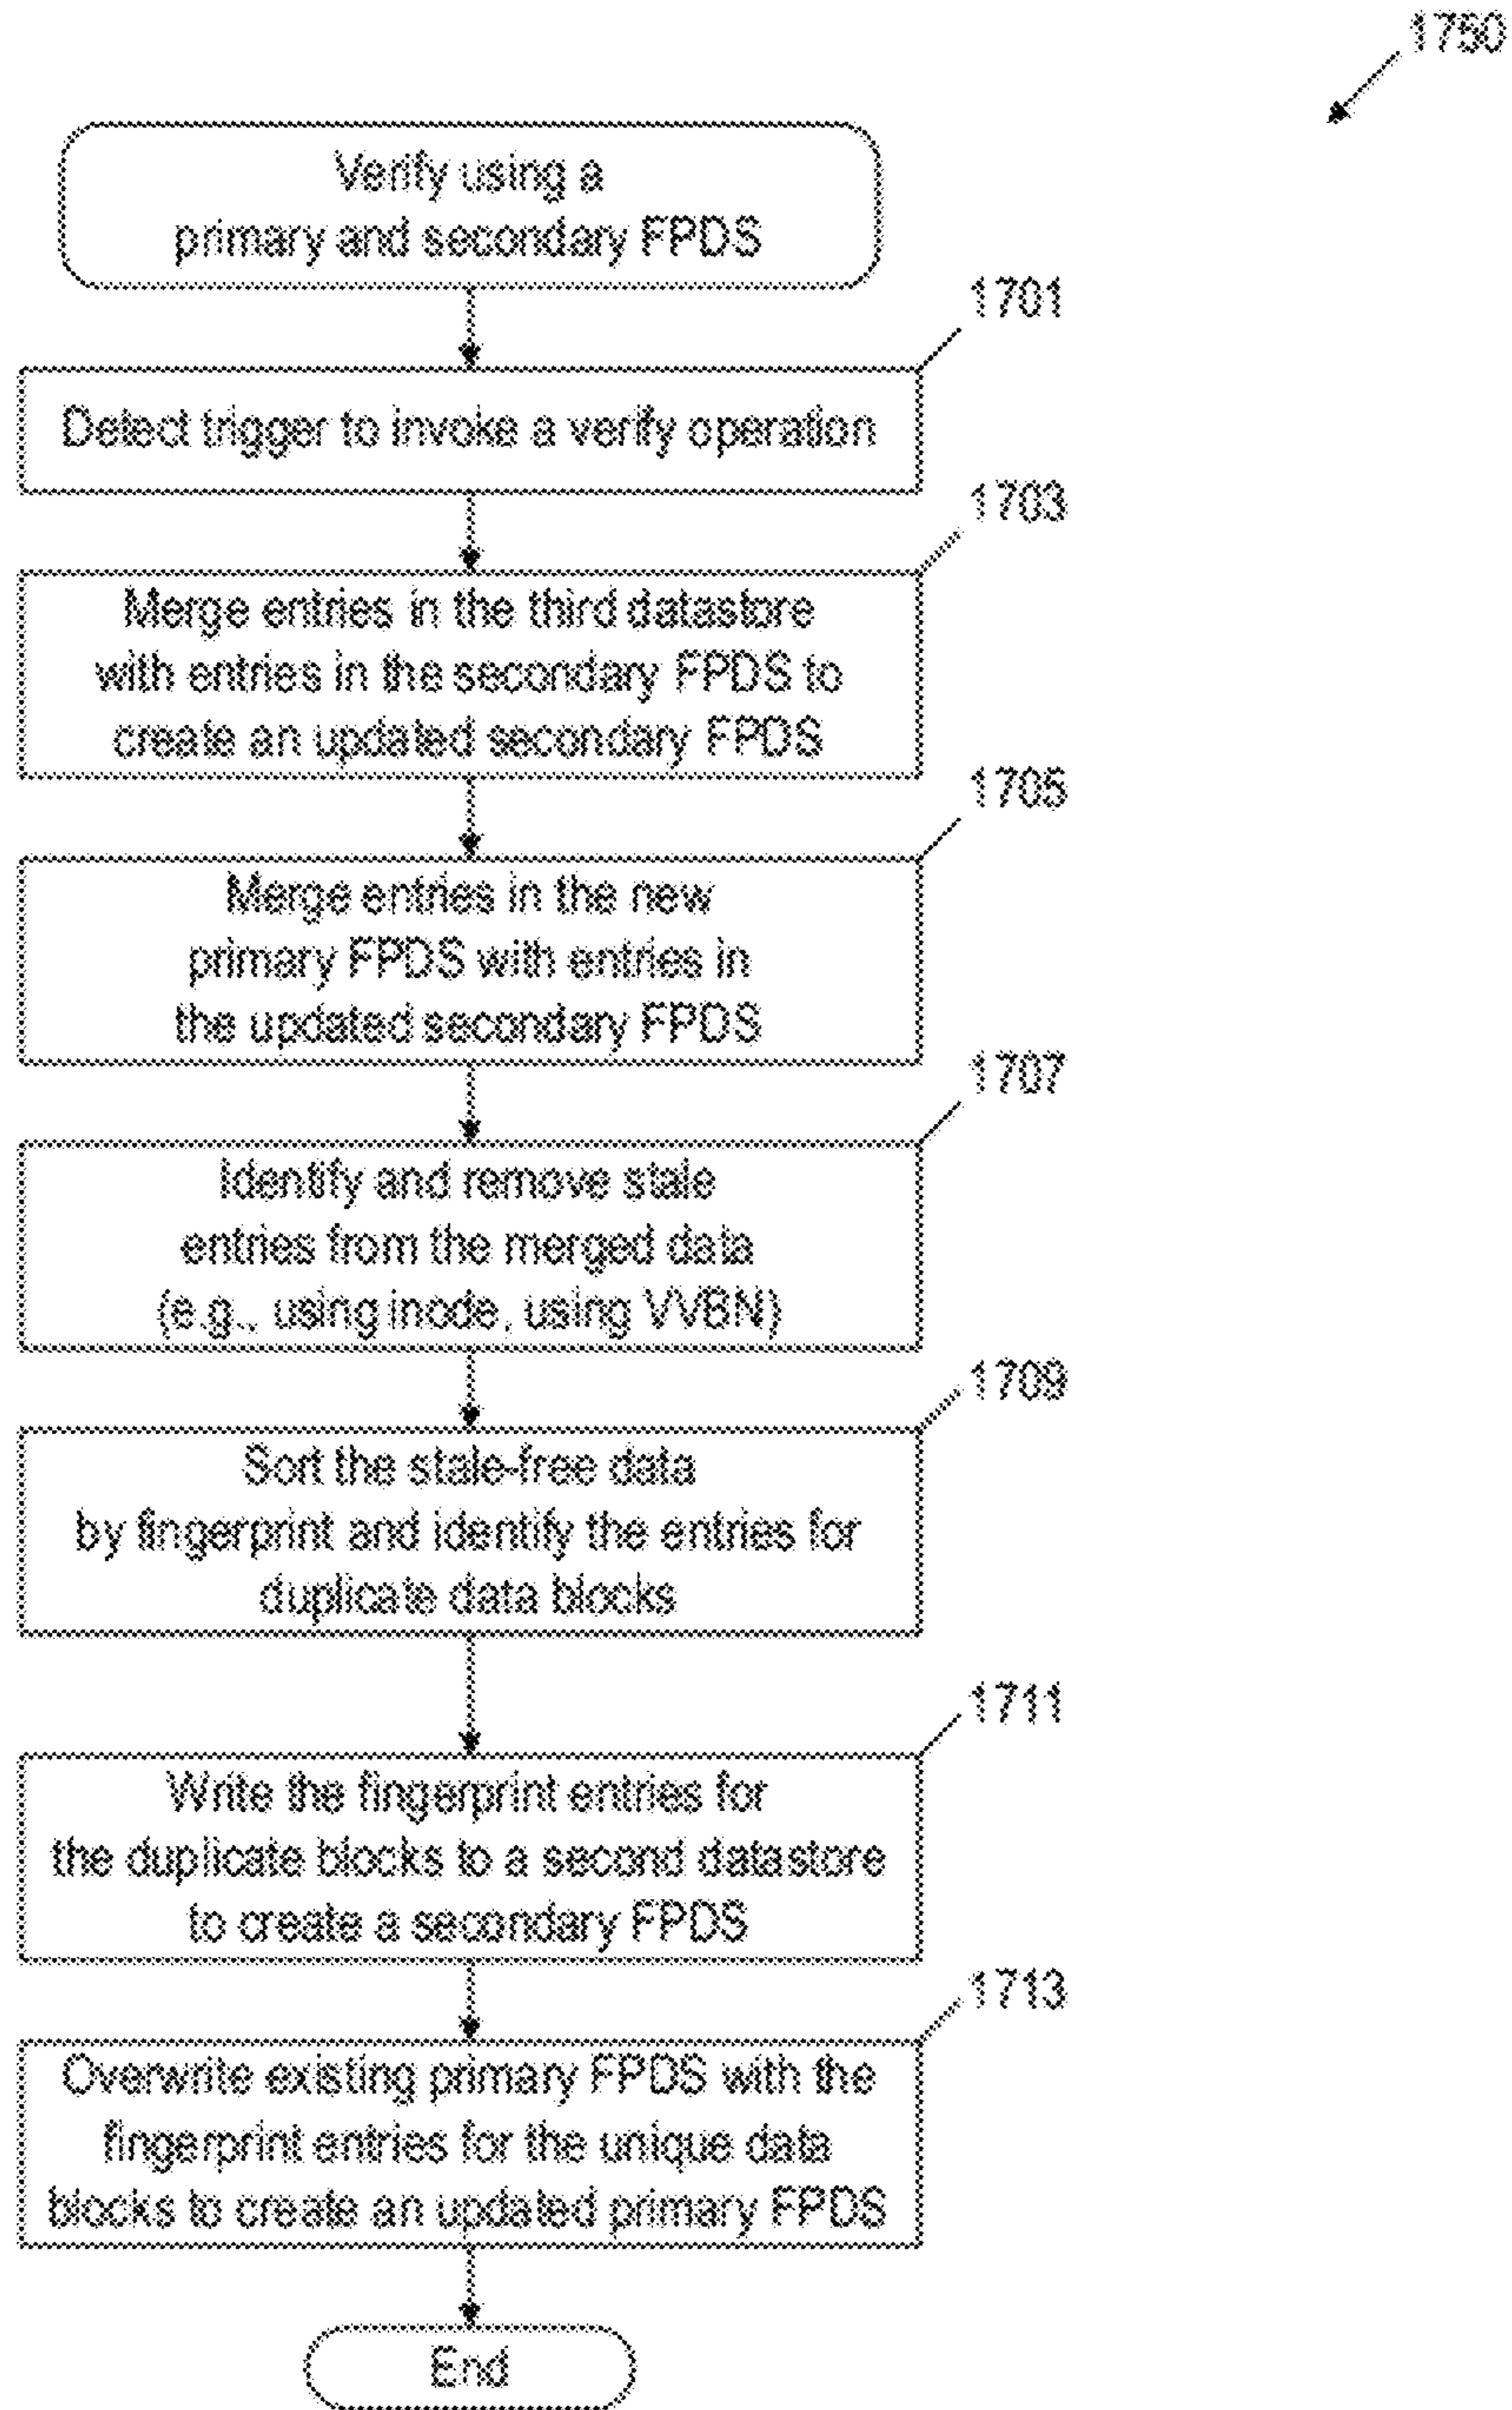 1750
Verify using a
primary and secondary FPDS
1701
Detect trigger to invoke a verify operation
1703
Merge entries in the third datastore
with entries in the secondary FPDS to
create an updated secondary FPDS
1705
Merge entries in the new
primary FPDS with entries in
the updated secondary FPDS
1707
Identify and remove stale
entries from the merged data
(e.g., using inode, using VVBN)
1709
Sort the stale-free data
by fingerprint and identify the entries for
duplicate data blocks
1711
Write the fingerprint entries for
the duplicate blocks to a second datastore
to create a secondary FPDS
1713
Overwrite existing primary FPDS with the
fingerprint entries for the unique data
blocks to create an updated primary FPDS
End